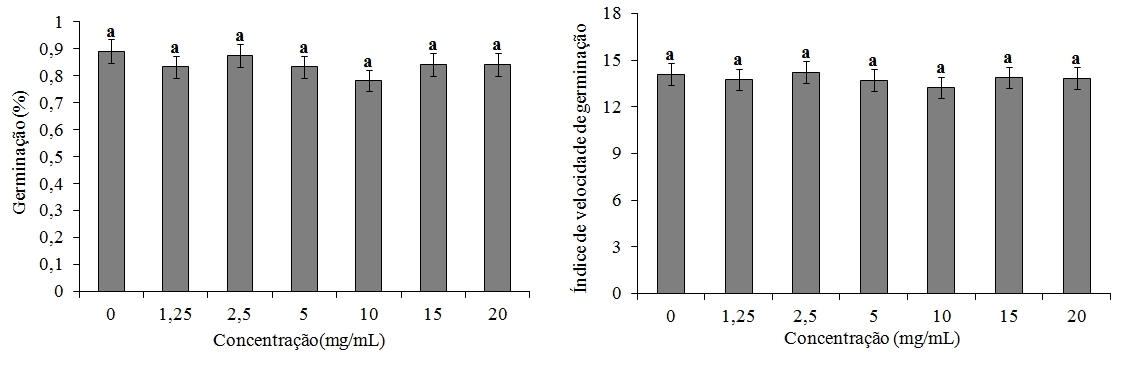 Germinação (%)
1
0,9
0,8
0,7
0,6
0,5
0,4
0,3
0,2
0,1
0
a a a a a a a
0 1,25 2,5 5 10 15 20
Concentração(mg/mL)
Índice de velocidade de germinação
18
15
12
9
6
3
0
a a a a a a a
0 1,25 2,5 5 10 15 20
Concentração (mg/mL)